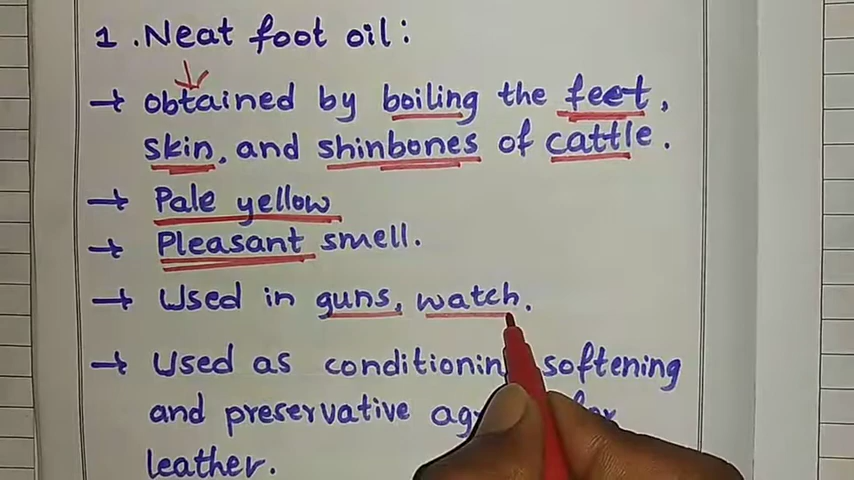 1. Neat foot oil:
→ obtained by boiling the feet,
skin, and shinbones of cattle.
→ Pale yellow
→ Pleasant smell.
→ Used in guns, watch.
→ Used as conditionin softening
and preservative ag
leather.